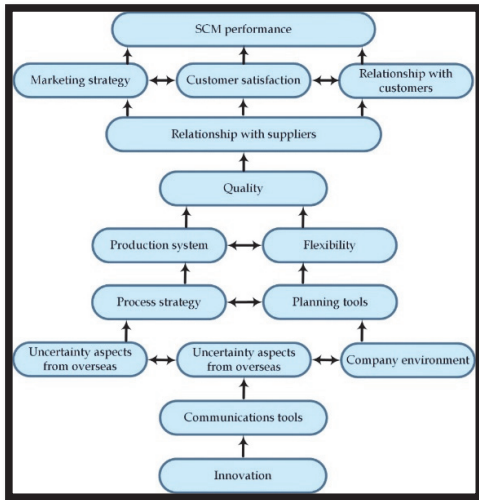 SCM performance
Marketing strategy
Customer satisfaction
Relationship with
customers
Relationship with suppliers
Quality
Production system
Flexibility
Process strategy
Planning tools
Uncertainty aspects
from overseas
Uncertainty aspects
from overseas
Company environment
Communications tools
Innovation